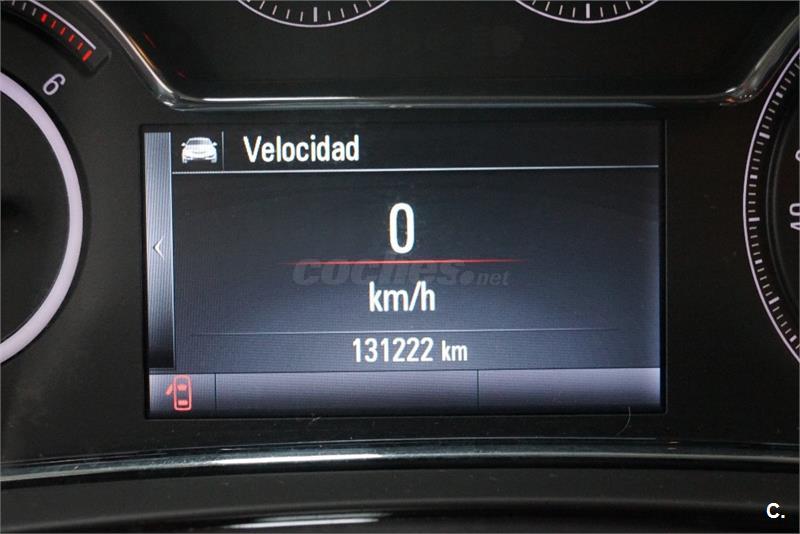 6
Velocidad
0
coches.net
km/h
131222 km
C.